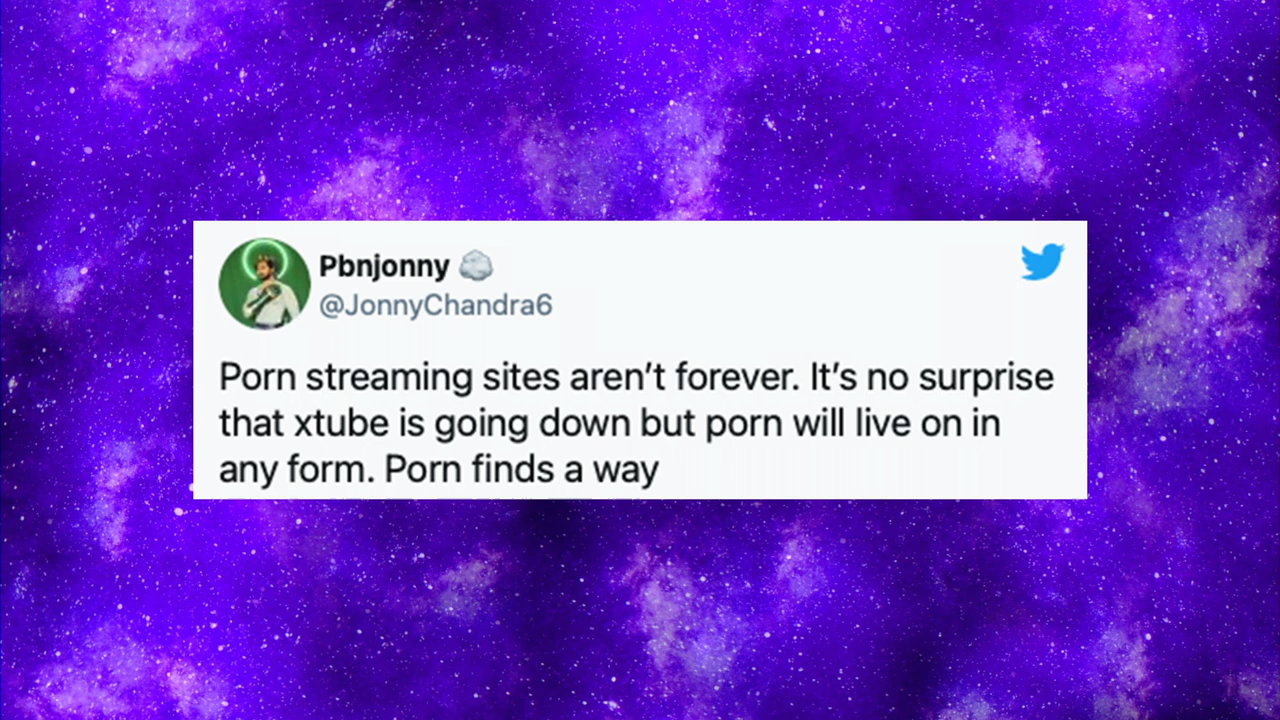 Pbnjonny
@JonnyChandra6
Porn streaming sites aren’t forever. It’s no surprise
that xtube is going down but porn will live on in
any form. Porn finds a way